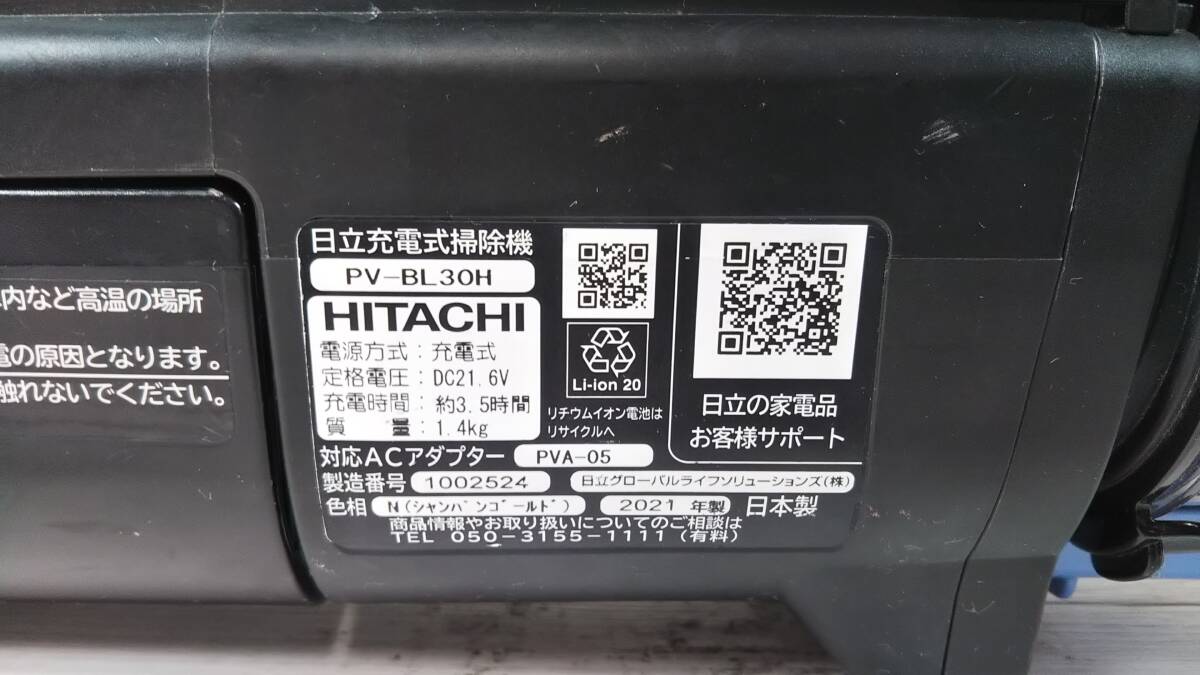 内など高温の場所
の原因となります。
触れないでください。
日立充電式掃除機
PV-BL30H
HITACHI
電源方式：充電式
定格電圧：DC21.6V
充電時間：約3.5時間
質　量：1.4kg
Li-ion 20
リチウムイオン電池は
リサイクルへ
日立の家電品
お客様サポート
対応ACアダプター PVA-05
製造番号 1002524 日立グローバルライフソリューションズ(株)
色相 N(シャンパンゴールド) 2021 年製 日本製
商品情報やお取り扱いについてのご相談は
TEL 050-3155-1111 (有料)